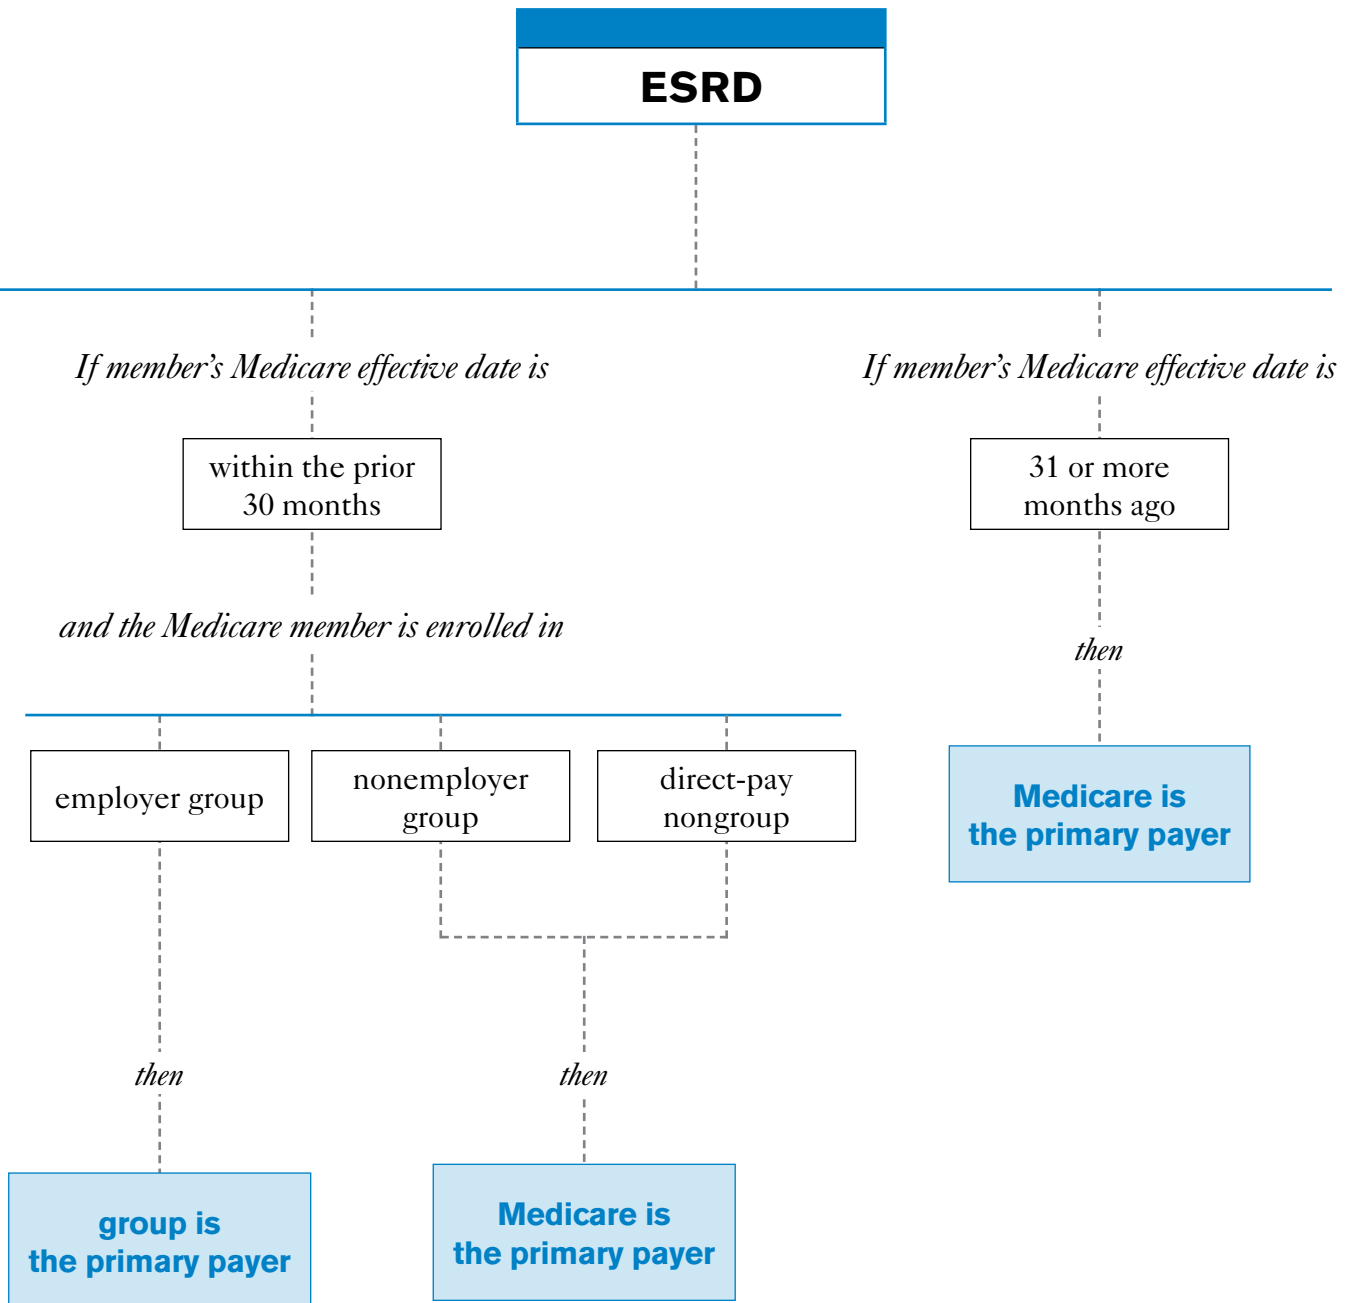 ESRD
If member’s Medicare effective date is
within the prior
30 months
and the Medicare member is enrolled in
employer group
nonemployer
group
direct-pay
nongroup
then
group is
the primary payer
then
Medicare is
the primary payer
If member’s Medicare effective date is
31 or more
months ago
then
Medicare is
the primary payer